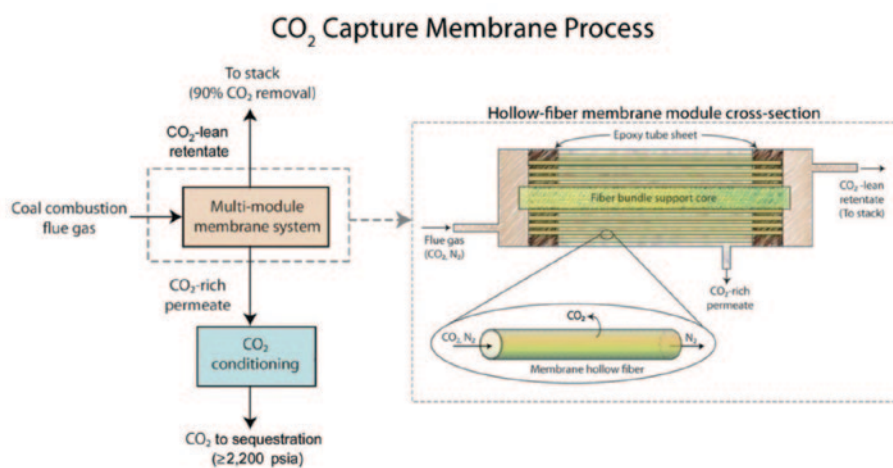 CO₂ Capture Membrane Process
To stack
(90% CO₂ removal)
CO₂-lean
retentate
Coal combustion
flue gas
Multi-module
membrane system
CO₂-rich
permeate
CO₂
conditioning
CO₂ to sequestration
(≥2,200 psia)
Hollow-fiber membrane module cross-section
Epoxy tube sheet
Fiber bundle support core
Flue gas
(CO₂, N₂)
CO₂ -lean
retentate
(To stack)
CO₂-rich
permeate
CO₂
CO₂, N₂
N₂
Membrane hollow fiber